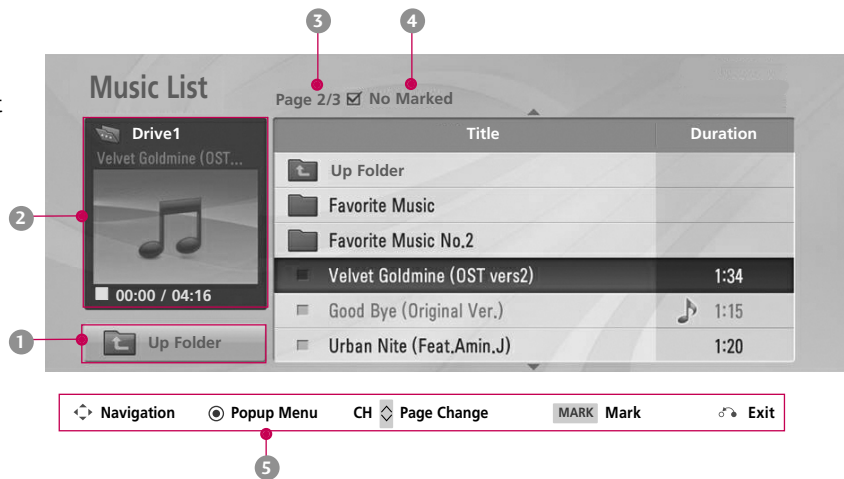 3 4
Music List
Page 2/3 No Marked
Drive1
Velvet Goldmine (OST...
00:00 / 04:16
2
1
Up Folder
Title Duration
Up Folder
Favorite Music
Favorite Music No.2
Velvet Goldmine (OST vers2) 1:34
Good Bye (Original Ver.) 1:15
Urban Nite (Feat.Amin.J) 1:20
Navigation Popup Menu CH Page Change MARK Mark Exit
5